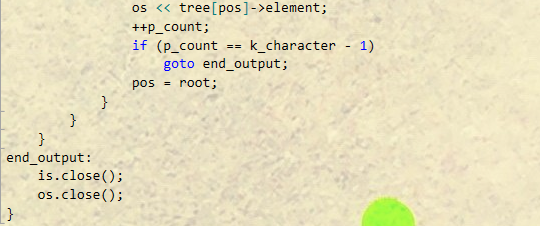 os << tree[pos]->element;
++p_count;
if (p_count == k_character - 1)
goto end_output;
pos = root;
}
}
}
end_output:
is.close();
os.close();
}